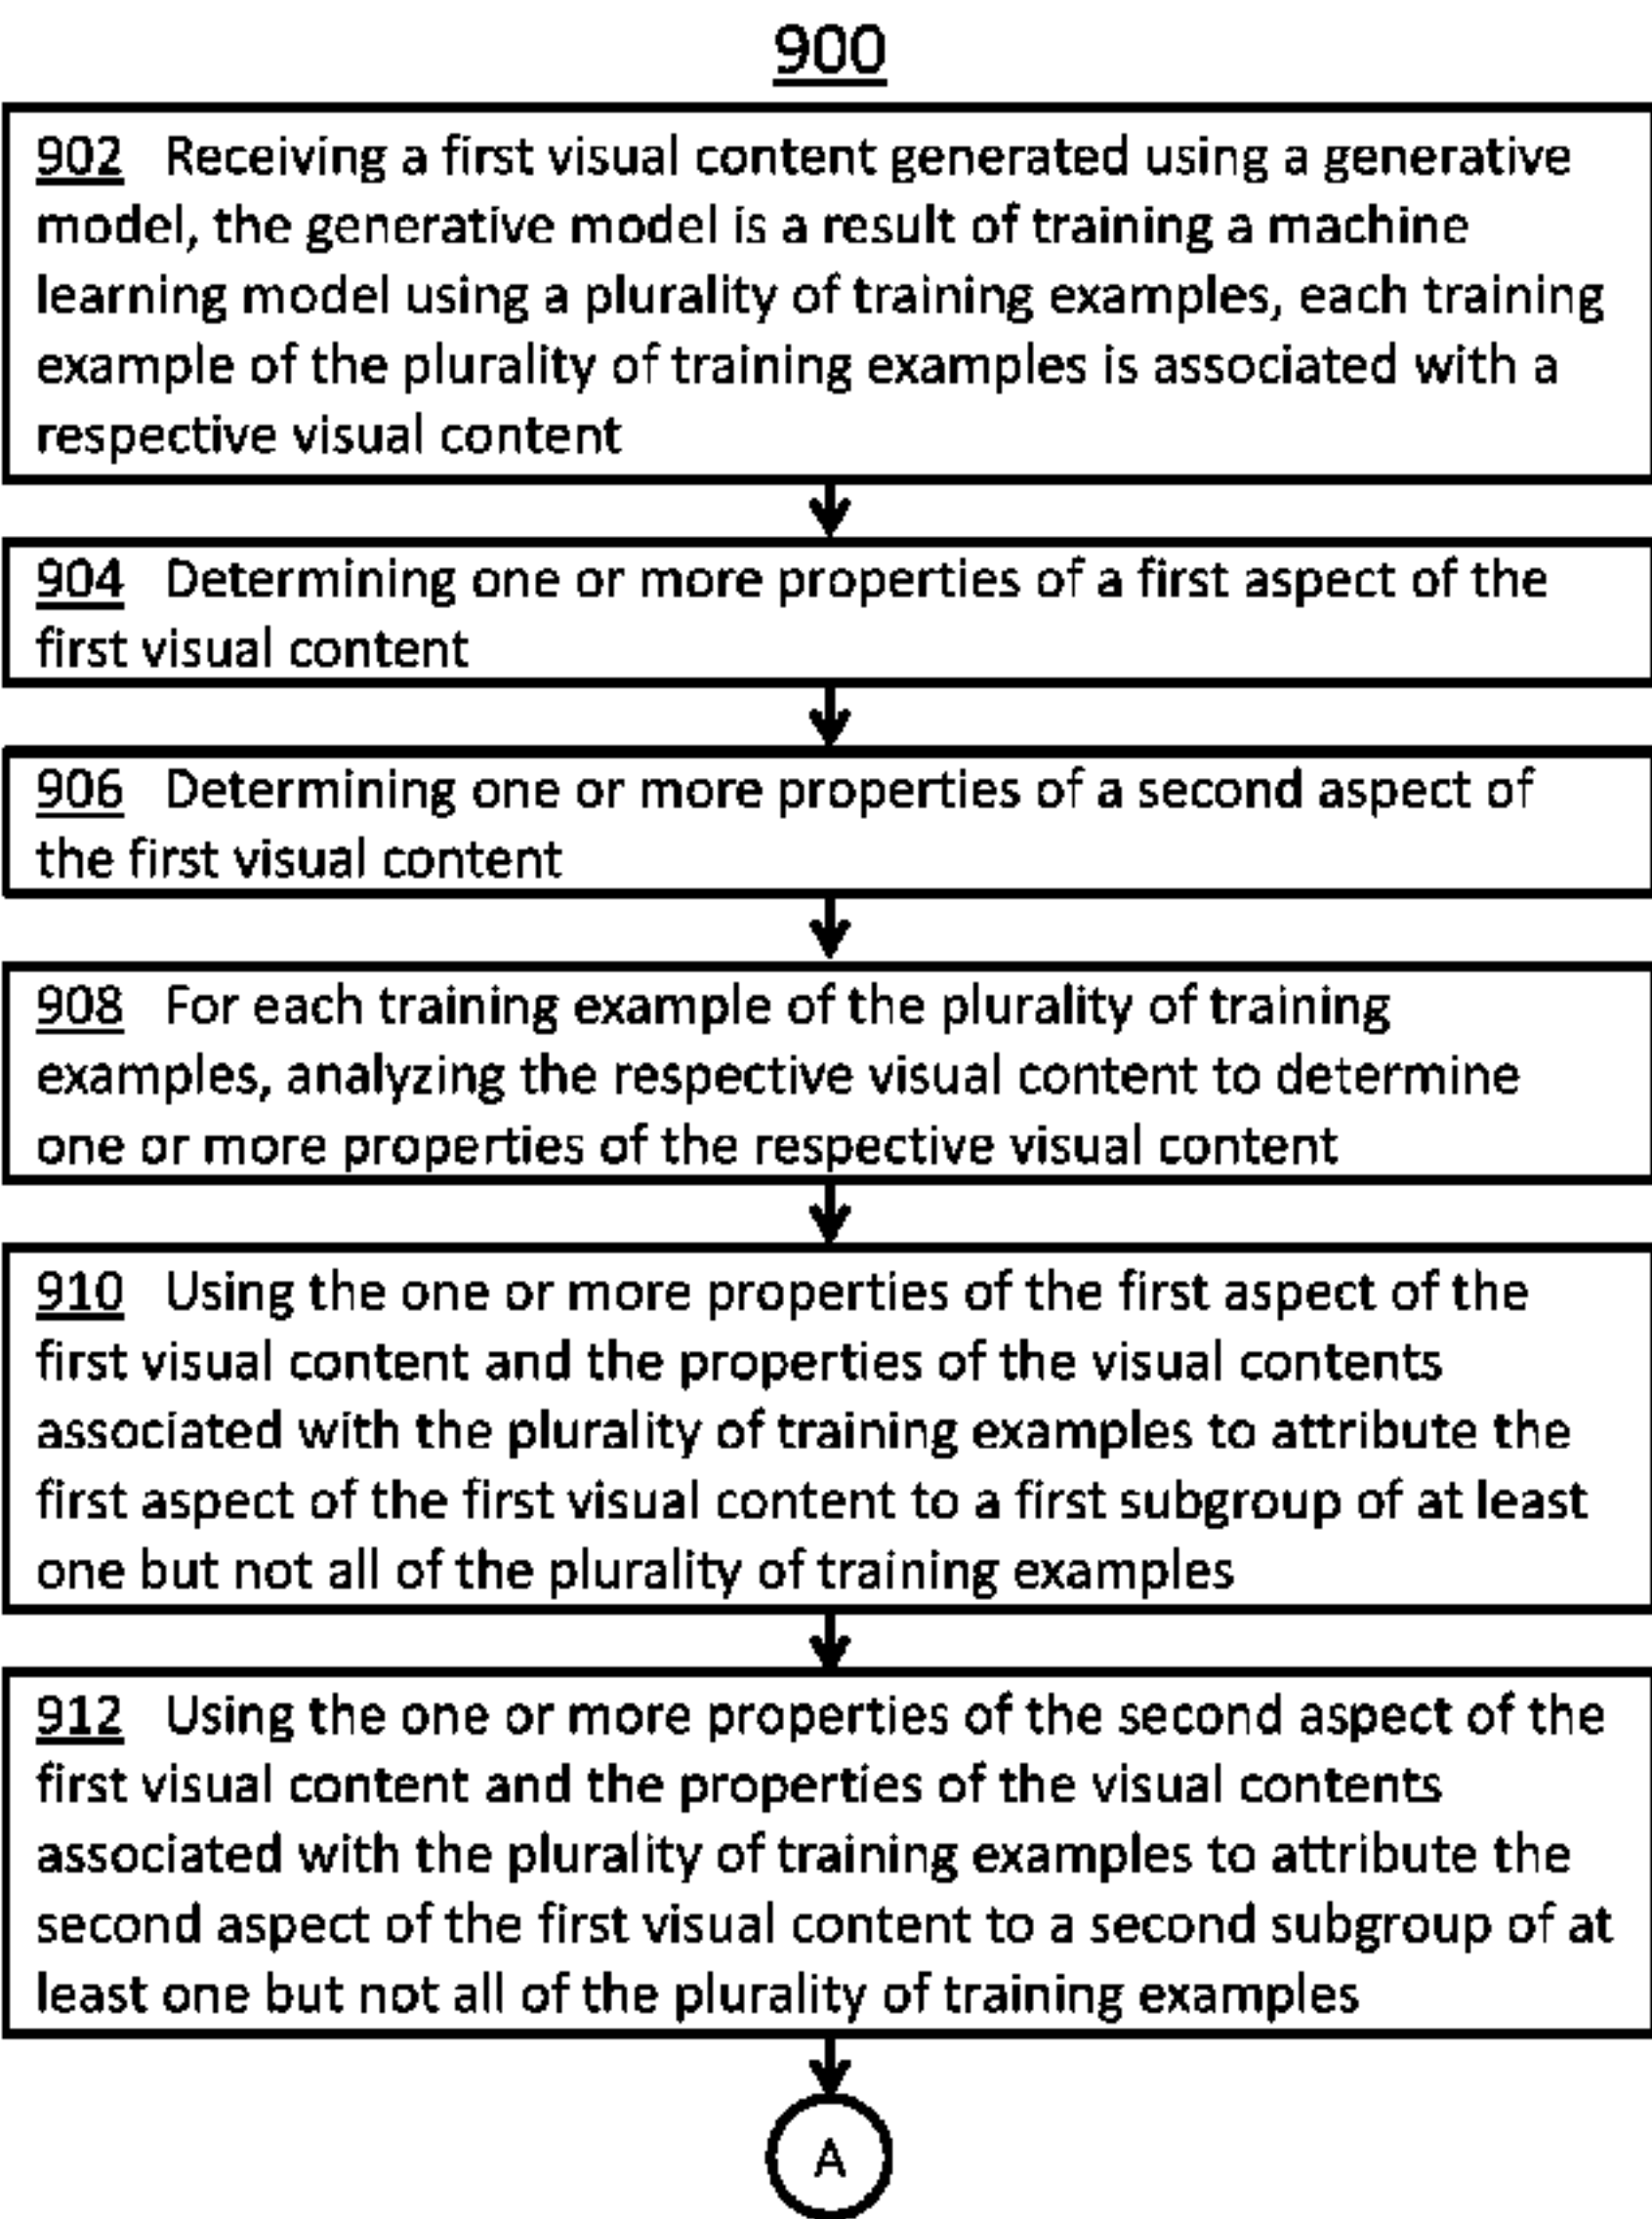 900
902 Receiving a first visual content generated using a generative
model, the generative model is a result of training a machine
learning model using a plurality of training examples, each training
example of the plurality of training examples is associated with a
respective visual content
904 Determining one or more properties of a first aspect of the
first visual content
906 Determining one or more properties of a second aspect of
the first visual content
908 For each training example of the plurality of training
examples, analyzing the respective visual content to determine
one or more properties of the respective visual content
910 Using the one or more properties of the first aspect of the
first visual content and the properties of the visual contents
associated with the plurality of training examples to attribute the
first aspect of the first visual content to a first subgroup of at least
one but not all of the plurality of training examples
912 Using the one or more properties of the second aspect of the
first visual content and the properties of the visual contents
associated with the plurality of training examples to attribute the
second aspect of the first visual content to a second subgroup of at
least one but not all of the plurality of training examples
A